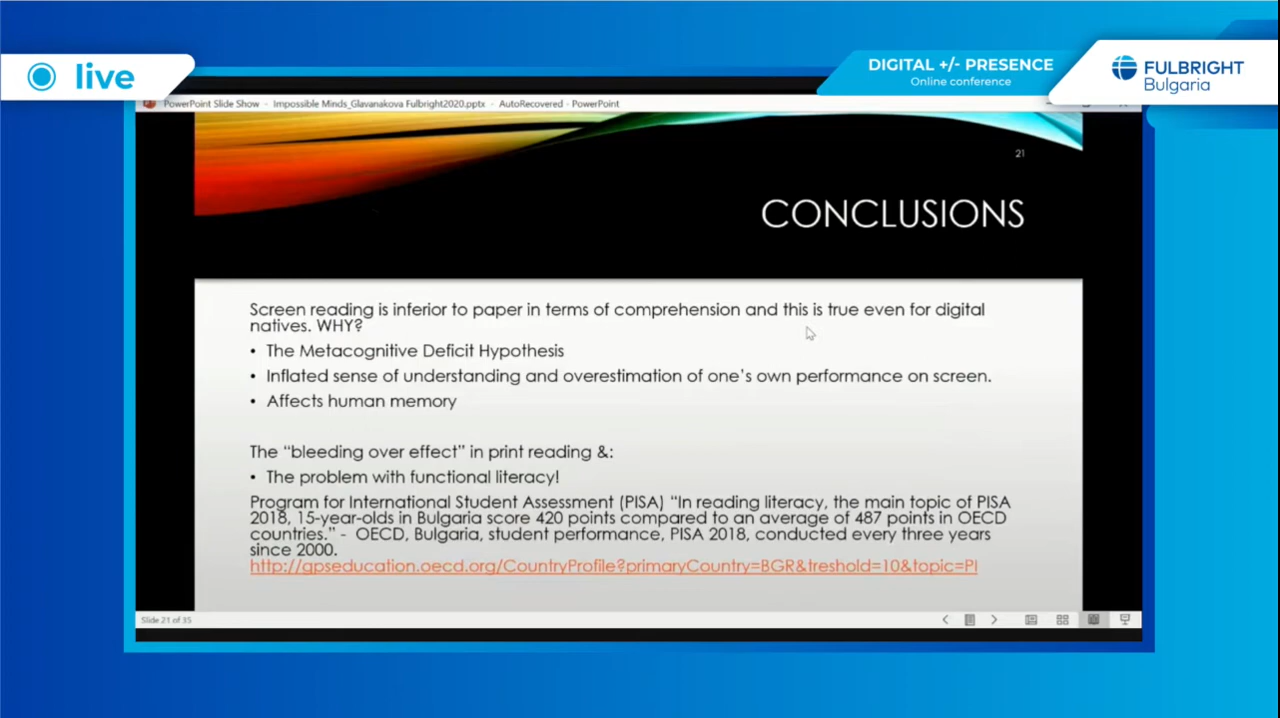 live
DIGITAL +/- PRESENCE
Online conference
FULBRIGHT
Bulgaria
PowerPoint Slide Show - Impossible Minds_Glavanakova Fulbright2020.pptx - AutoRecovered - PowerPoint
21
CONCLUSIONS
Screen reading is inferior to paper in terms of comprehension and this is true even for digital
natives. WHY?
• The Metacognitive Deficit Hypothesis
• Inflated sense of understanding and overestimation of one's own performance on screen.
• Affects human memory
The "bleeding over effect" in print reading &:
• The problem with functional literacy!
Program for International Student Assessment (PISA) "In reading literacy, the main topic of PISA
2018, 15-year-olds in Bulgaria score 420 points compared to an average of 487 points in OECD
countries." - OECD, Bulgaria, student performance, PISA 2018, conducted every three years
since 2000.
http://gpseducation.oecd.org/CountryProfile?primaryCountry=BGR&treshold=10&topic=PI
Slide 21 of 35